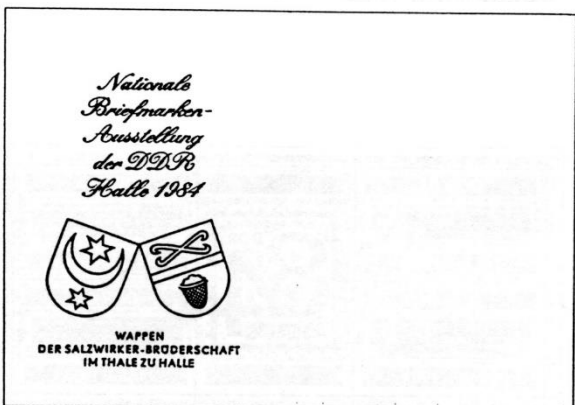 Nationale
Briefmarken-
Ausstellung
der DDR
Halle 1984
WAPPEN
DER SALZWIRKER-BRÜDERSCHAFT
IM THALE ZU HALLE